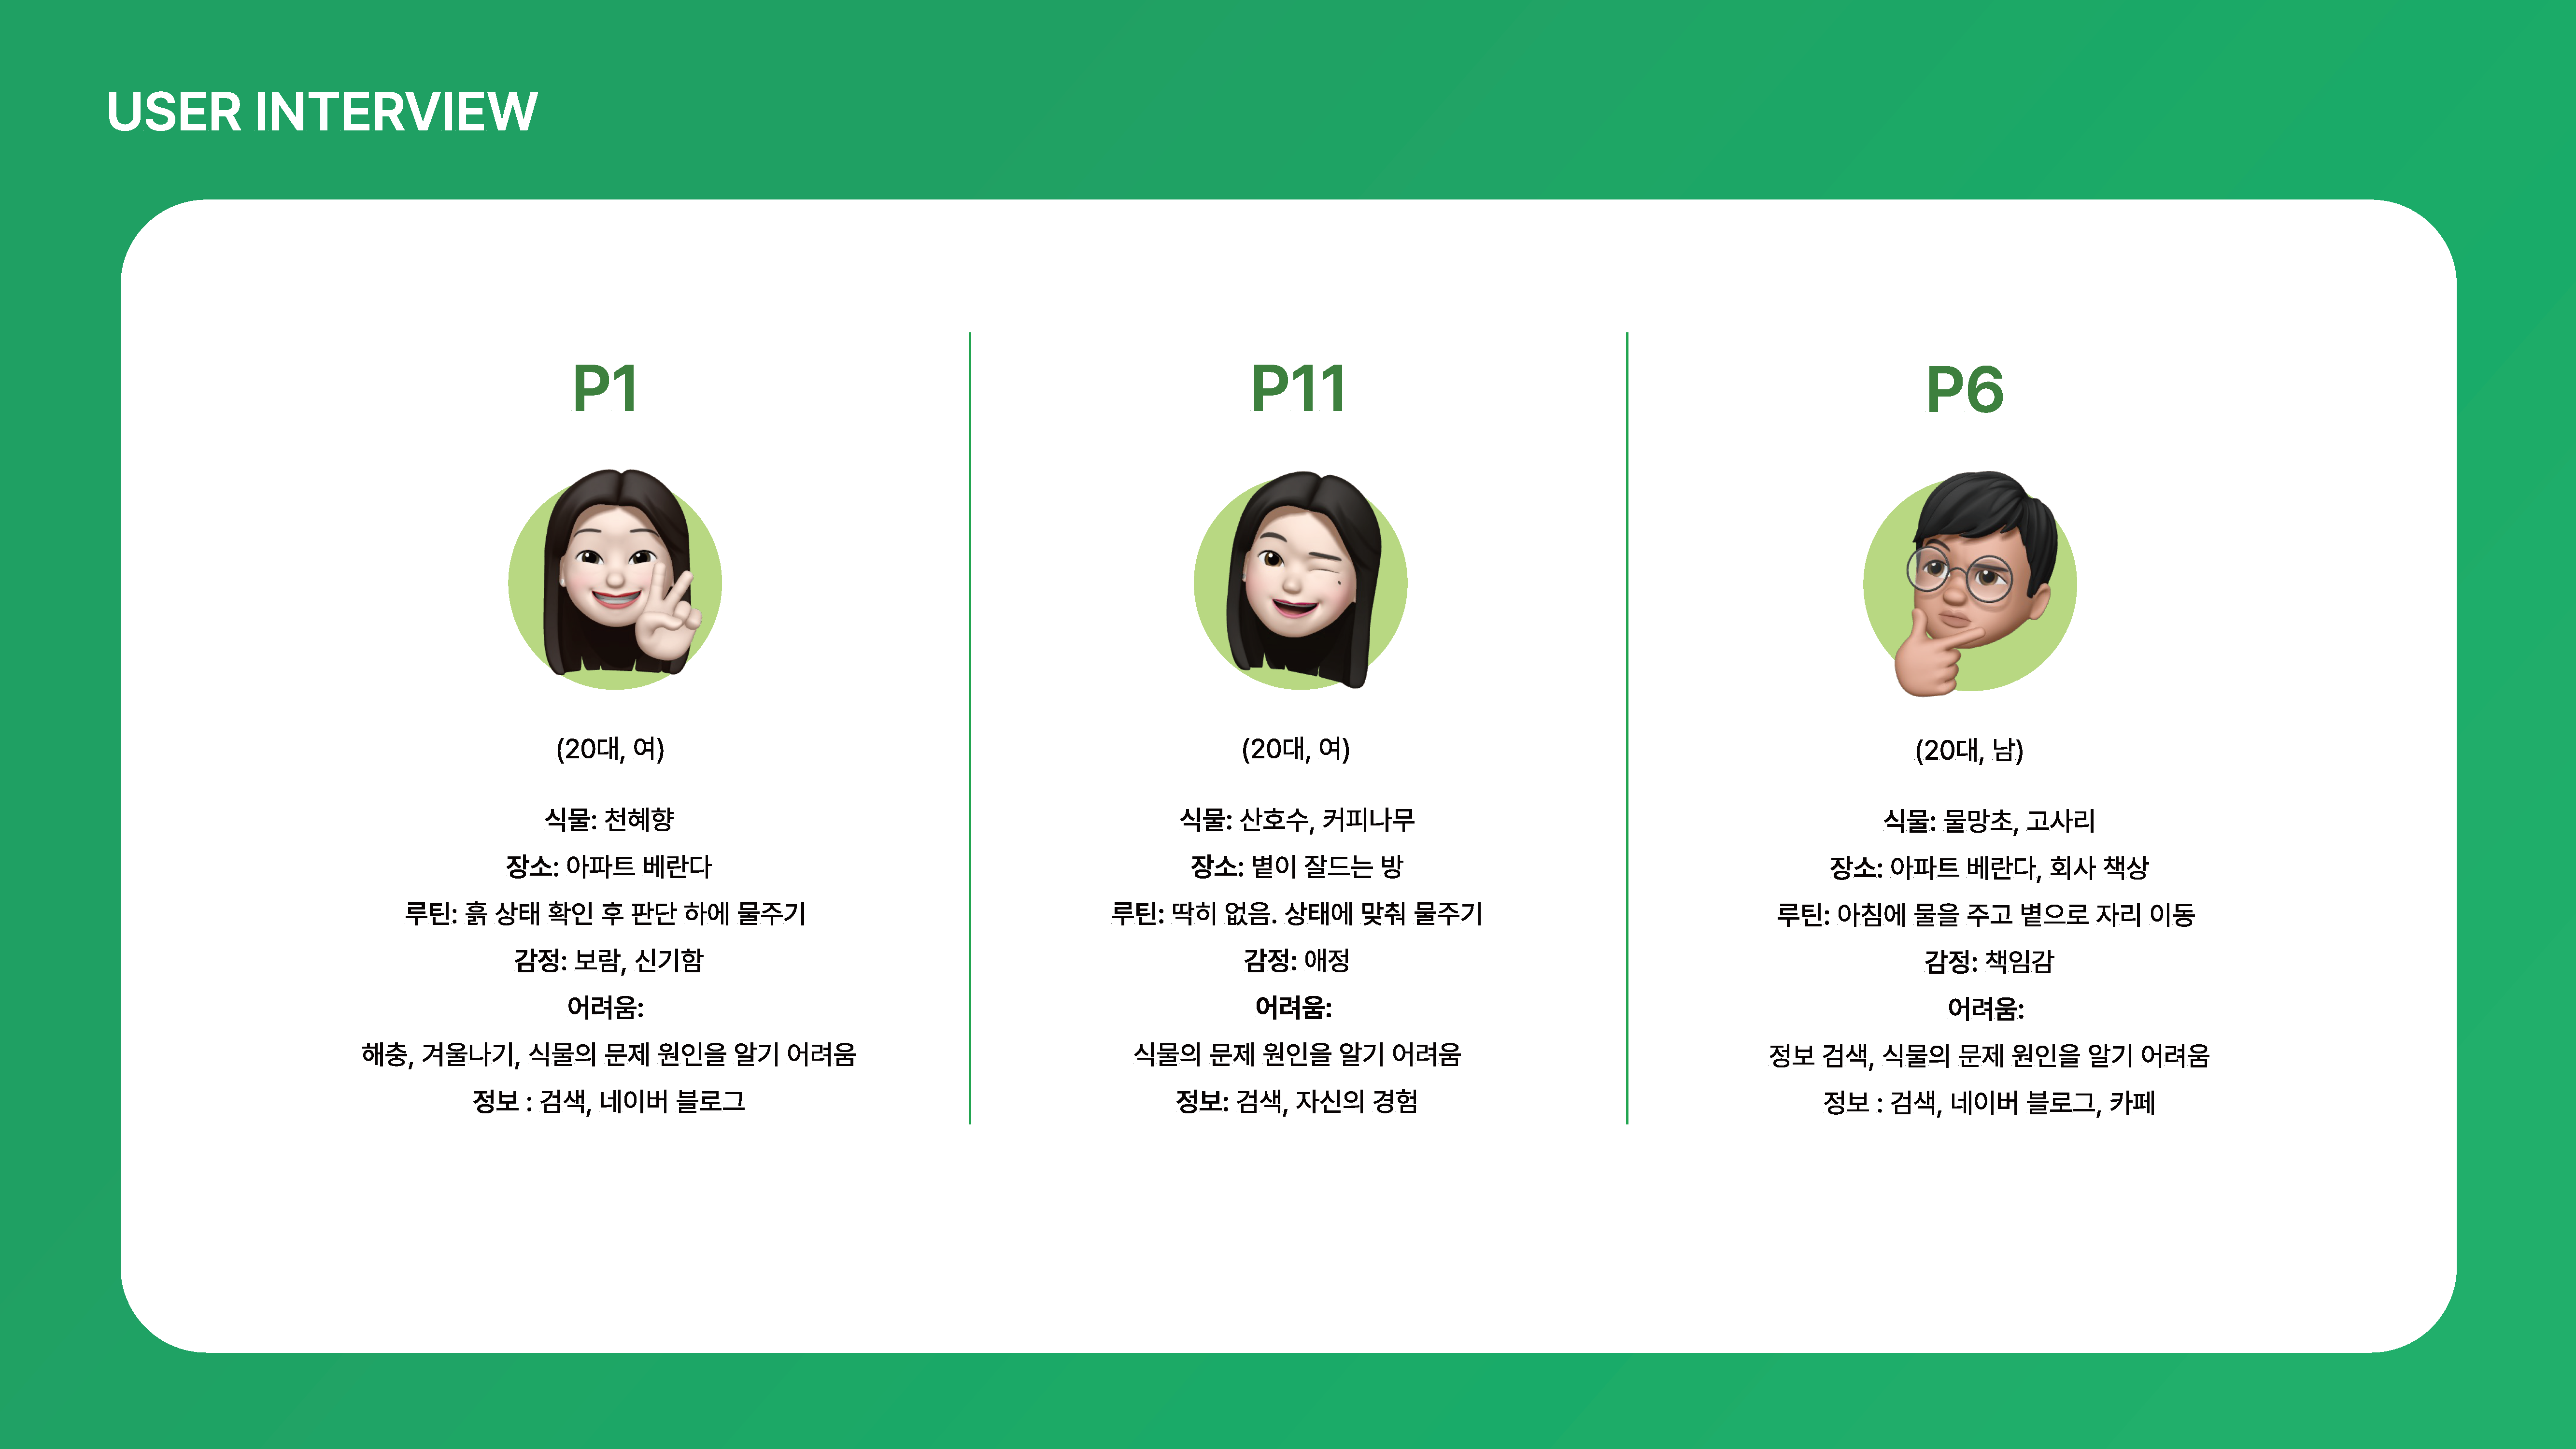 USER INTERVIEW
P1
(20대, 여)
식물: 천혜향
장소: 아파트 베란다
루틴: 흙 상태 확인 후 판단 하에 물주기
감정: 보람, 신기함
어려움:
해충, 겨울나기, 식물의 문제 원인을 알기 어려움
정보 : 검색, 네이버 블로그
P11
(20대, 여)
식물: 산호수, 커피나무
장소: 볕이 잘드는 방
루틴: 딱히 없음. 상태에 맞춰 물주기
감정: 애정
어려움:
식물의 문제 원인을 알기 어려움
정보: 검색, 자신의 경험
P6
(20대, 남)
식물: 물망초, 고사리
장소: 아파트 베란다, 회사 책상
루틴: 아침에 물을 주고 볕으로 자리 이동
감정: 책임감
어려움:
정보 검색, 식물의 문제 원인을 알기 어려움
정보 : 검색, 네이버 블로그, 카페